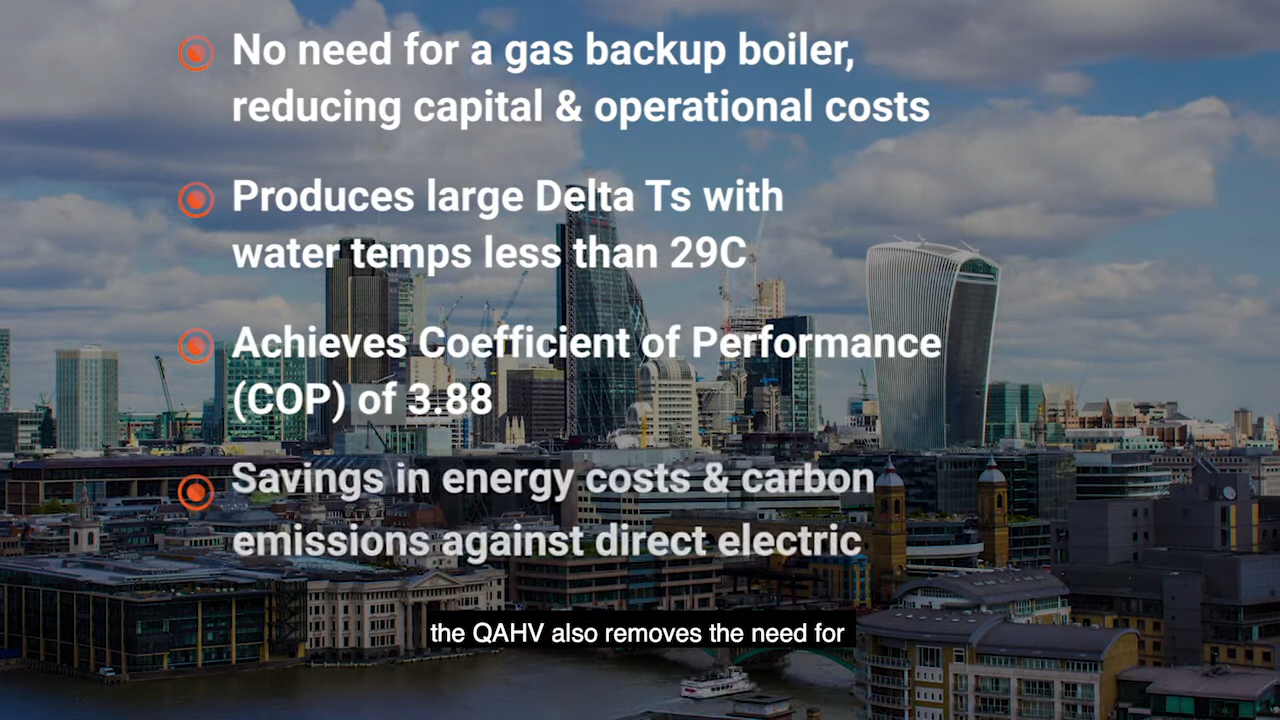 No need for a gas backup boiler,
reducing capital & operational costs
Produces large Delta Ts with
water temps less than 29C
Achieves Coefficient of Performance
(COP) of 3.88
Savings in energy costs & carbon
emissions against direct electric
the QAHV also removes the need for